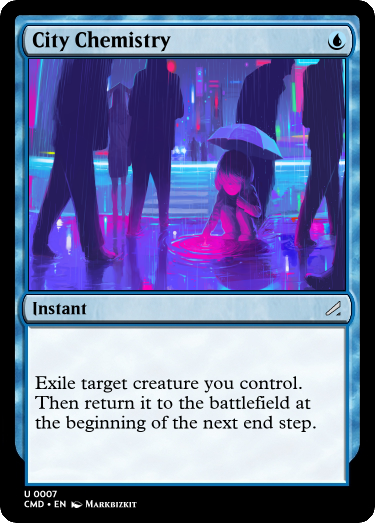 City Chemistry
Instant
Exile target creature you control.
Then return it to the battlefield at
the beginning of the next end step.
U 0007
CMD • EN Markbizkit